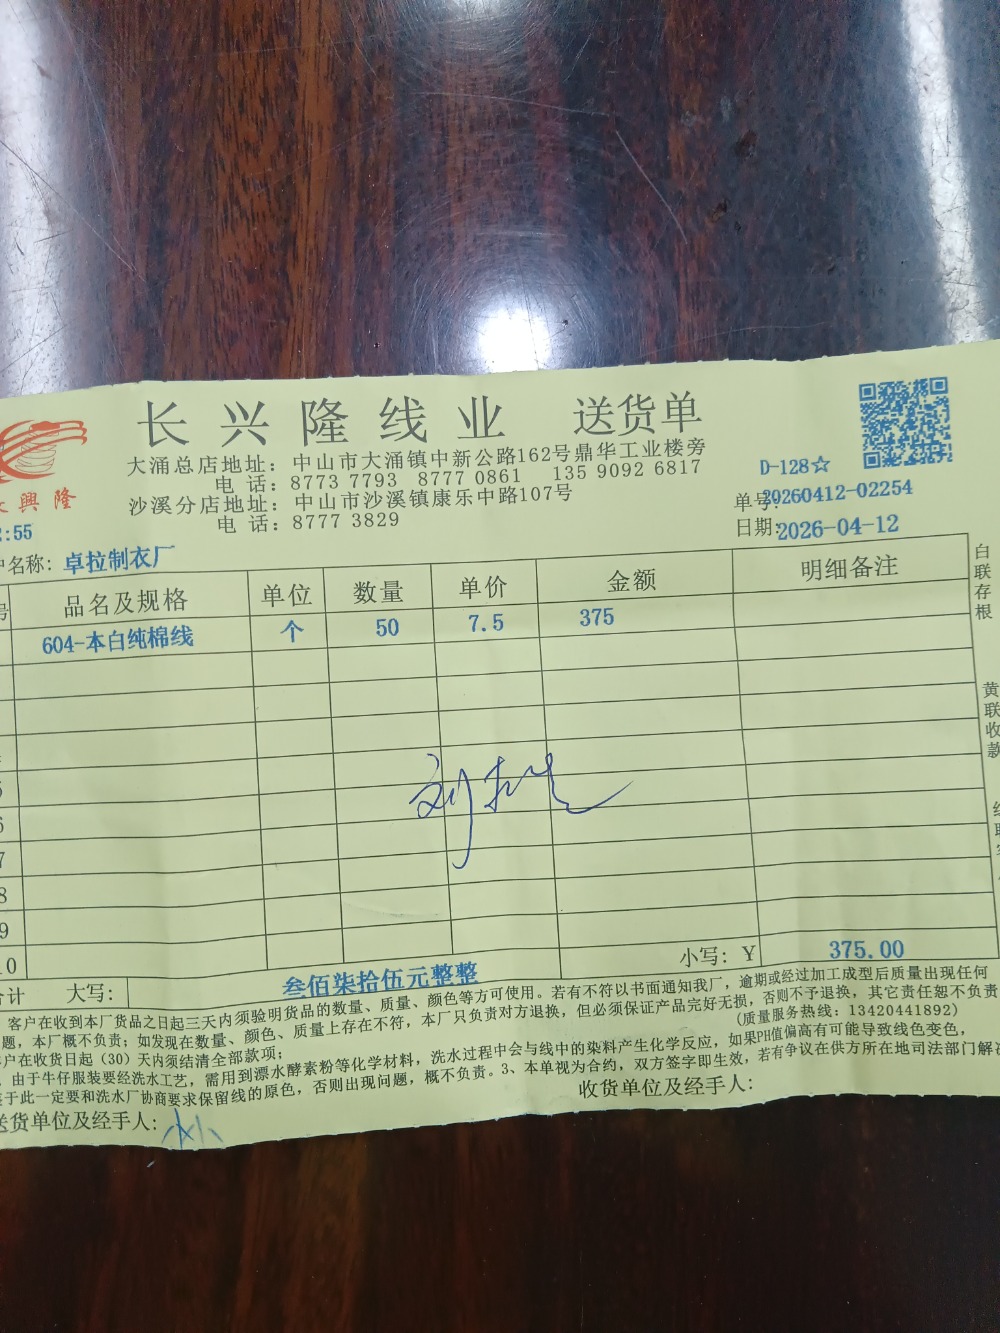 长兴隆线业 送货单
大涌总店地址：中山市大涌镇中新公路162号鼎华工业楼旁
电 话：8773 7793 8777 0861 135 9092 6817
沙溪分店地址：中山市沙溪镇康乐中路107号
电 话：8777 3829
興隆
D-128☆
单号:20260412-02254
日期:2026-04-12
:55
名称：卓拉制衣厂
品名及规格 单位 数量 单价 金额 明细备注
604-本白纯棉线 个 50 7.5 375
6
7
8
9
10
小写：¥ 375.00
合计 大写： 叁佰柒拾伍元整整
客户在收到本厂货品之日起三天内须验明货品的数量、质量、颜色等方可使用。若有不符以书面通知我厂，逾期或经过加工成型后质量出现任何
题，本厂概不负责；如发现在数量、颜色、质量上存在不符，本厂只负责对方退换，但必须保证产品完好无损，否则不予退换，其它责任恕不负责
(质量服务热线：13420441892)
户在收货日起（30）天内须结清全部款项；
由于牛仔服装要经洗水工艺，需用到漂水酵素粉等化学材料，洗水过程中会与线中的染料产生化学反应，如果PH值偏高有可能导致线色变色，
于此一定要和洗水厂协商要求保留线的原色，否则出现问题，概不负责。3、本单视为合约，双方签字即生效，若有争议在供方所在地司法部门解
送货单位及经手人：
收货单位及经手人：
白联存根
黄联收款